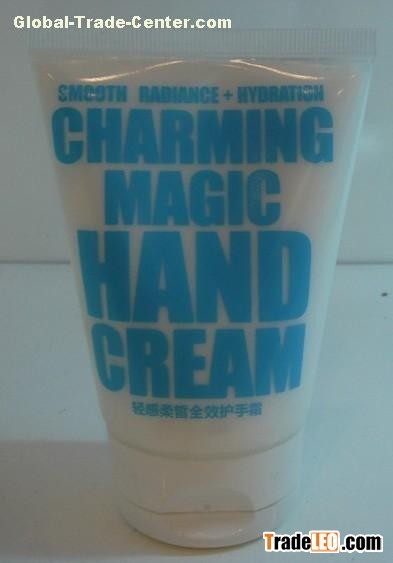 Global-Trade-Center.com
SMOOTH RADIANCE + HYDRATION
CHARMING
MAGIC
HAND
CREAM
轻感柔皙全效护手霜
TradeLEO.com